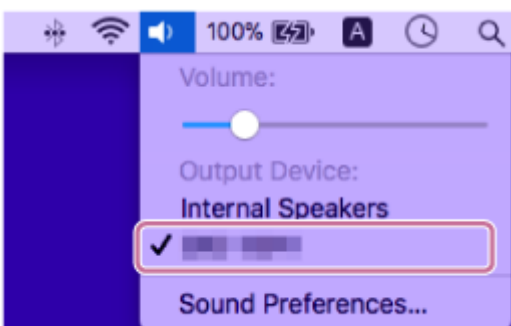 100% A
Volume:
Output Device:
Internal Speakers
Sound Preferences...